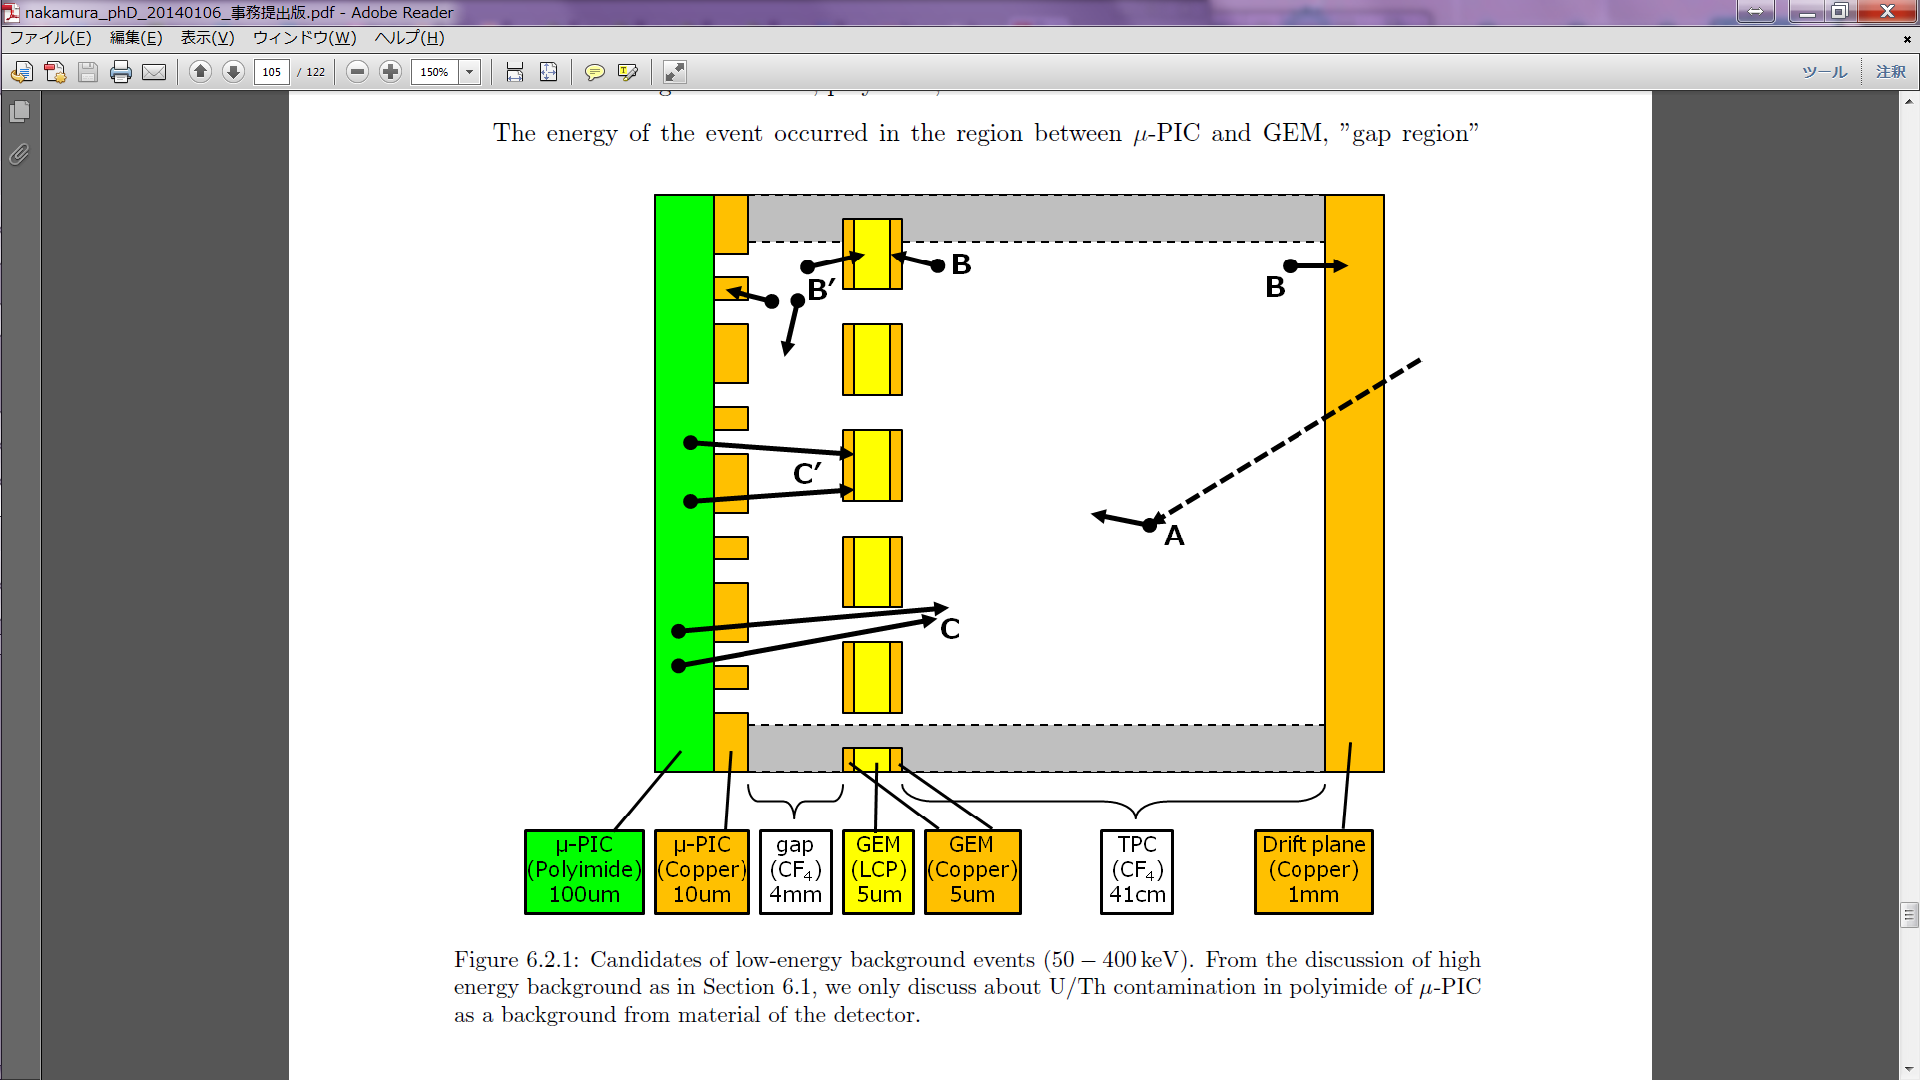 nakamura_phD_20140106_事務提出版.pdf - Adobe Reader
ファイル(F) 編集(E) 表示(V) ウィンドウ(W) ヘルプ(H)
105 / 122 150% ツール 注釈
The energy of the event occurred in the region between μ-PIC and GEM, ”gap region”
B
B′
B
C′
A
C
μ-PIC
(Polyimide)
100um
μ-PIC
(Copper)
10um
gap
(CF₄)
4mm
GEM
(LCP)
5um
GEM
(Copper)
5um
TPC
(CF₄)
41cm
Drift plane
(Copper)
1mm
Figure 6.2.1: Candidates of low-energy background events (50 − 400 keV). From the discussion of high
energy background as in Section 6.1, we only discuss about U/Th contamination in polyimide of μ-PIC
as a background from material of the detector.